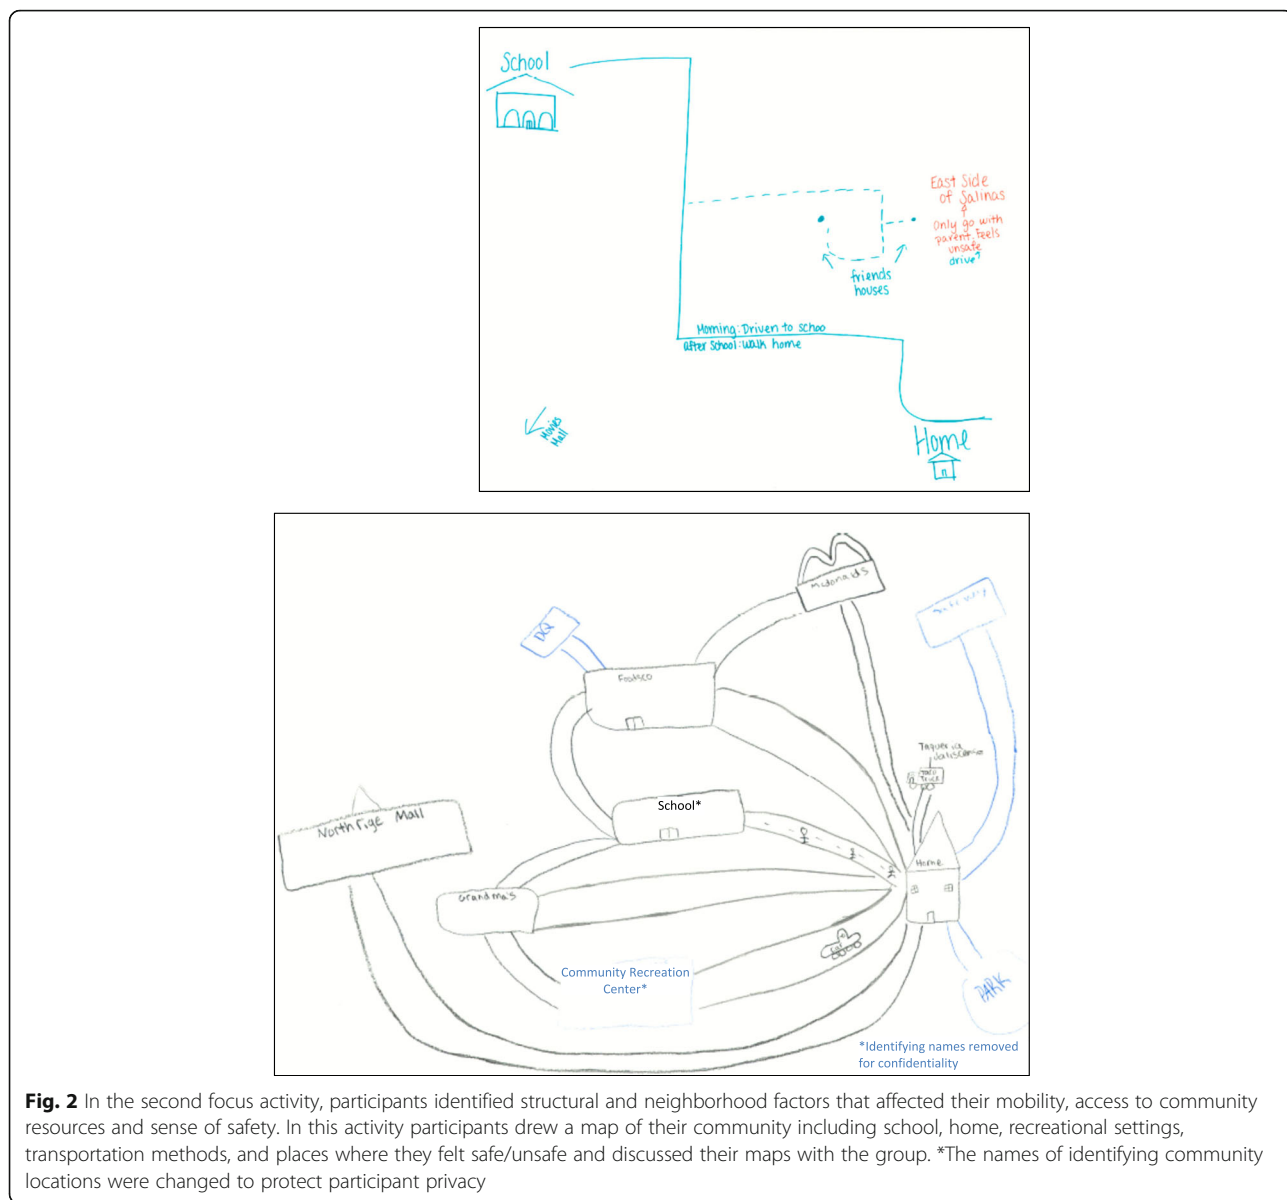 School
East Side
of Salinas
Only go with
parent. Feels
unsafe
drive↑
friends
houses
Morning: Driven to schoo
After School: Walk home
Movies
Mall
Home
McDonalds
Safeway
DQ
Foodsco
Taqueria
Jalisciense
Taco
Truck
School*
NorthRige Mall
Home
Grandma's
Community Recreation
Center*
PARK
*Identifying names removed
for confidentiality
Fig. 2 In the second focus activity, participants identified structural and neighborhood factors that affected their mobility, access to community
resources and sense of safety. In this activity participants drew a map of their community including school, home, recreational settings,
transportation methods, and places where they felt safe/unsafe and discussed their maps with the group. *The names of identifying community
locations were changed to protect participant privacy